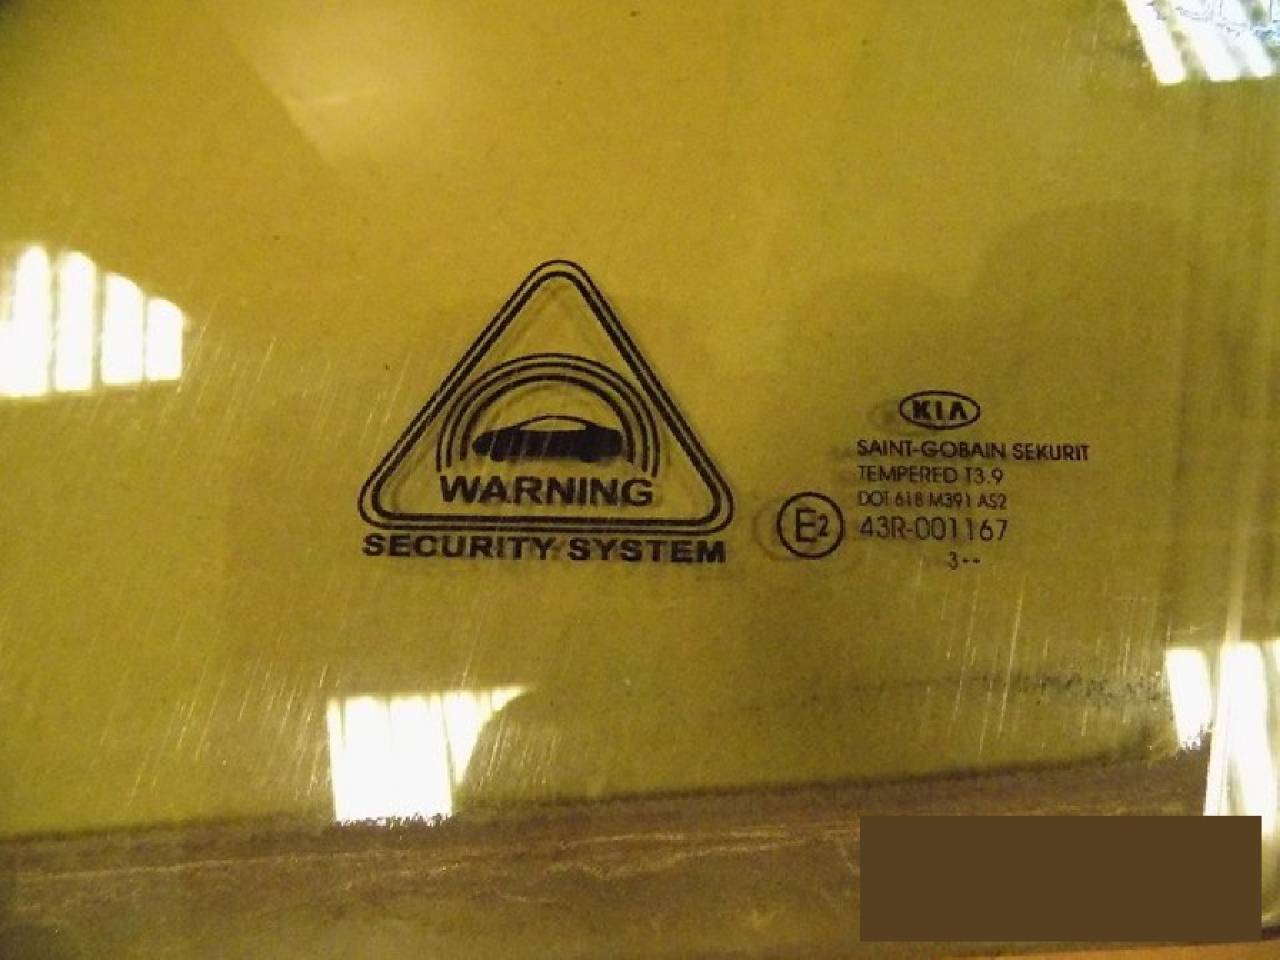 WARNING
SECURITY SYSTEM
KIA
SAINT-GOBAIN SEKURIT
TEMPERED T3.9
DOT 618 M391 AS2
E2 43R-001167
3··